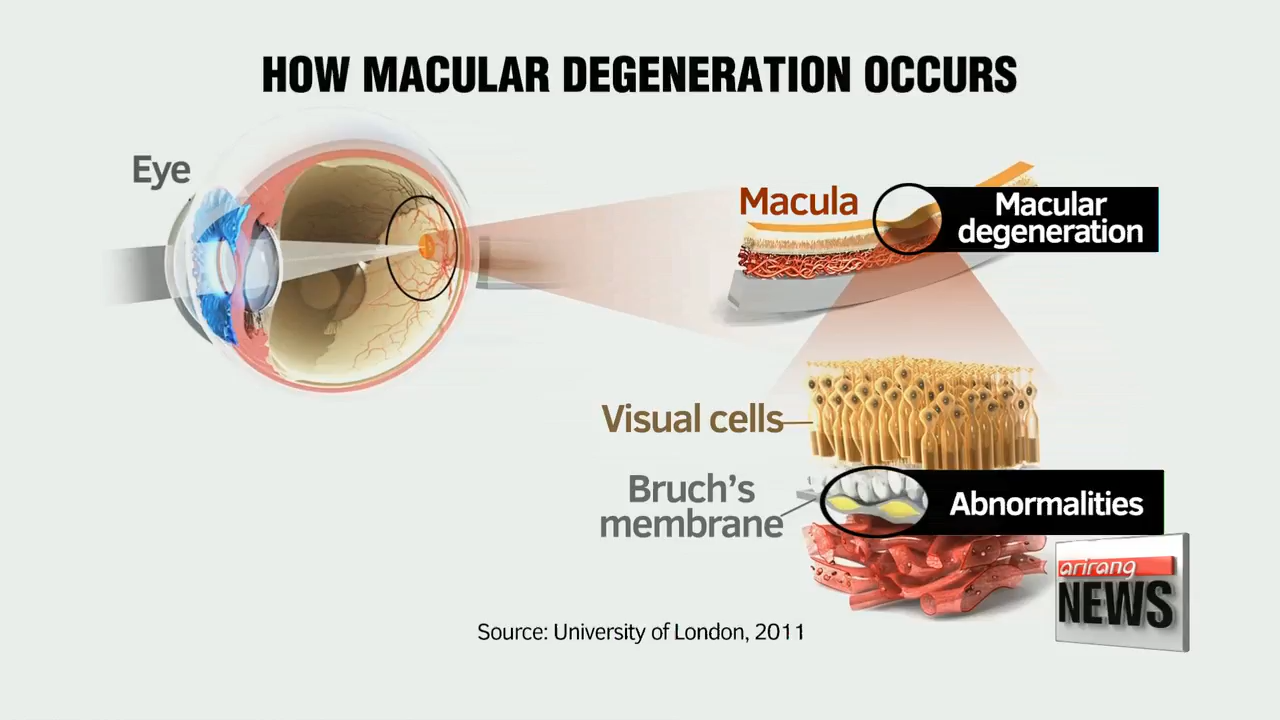 HOW MACULAR DEGENERATION OCCURS
Eye
Macula
Macular
degeneration
Visual cells
Bruch's
membrane
Abnormalities
arirang
NEWS
Source: University of London, 2011